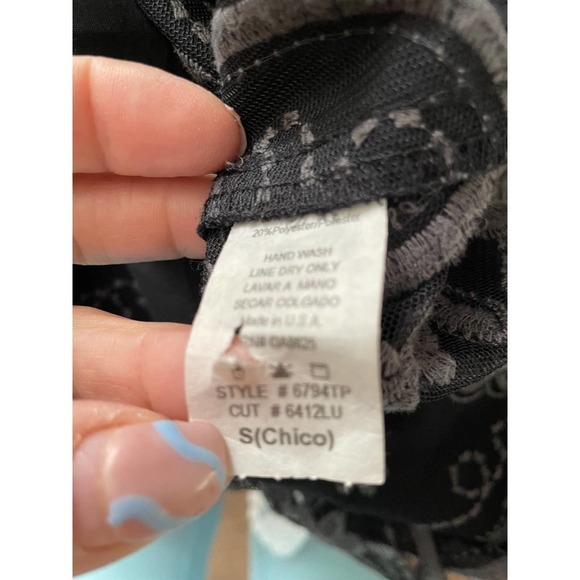 20%Polyester/Poliester
HAND WASH
LINE DRY ONLY
LAVAR A MANO
SECAR COLGADO
Made in U.S.A.
STYLE # 6794TP
CUT # 6412LU
S(Chico)